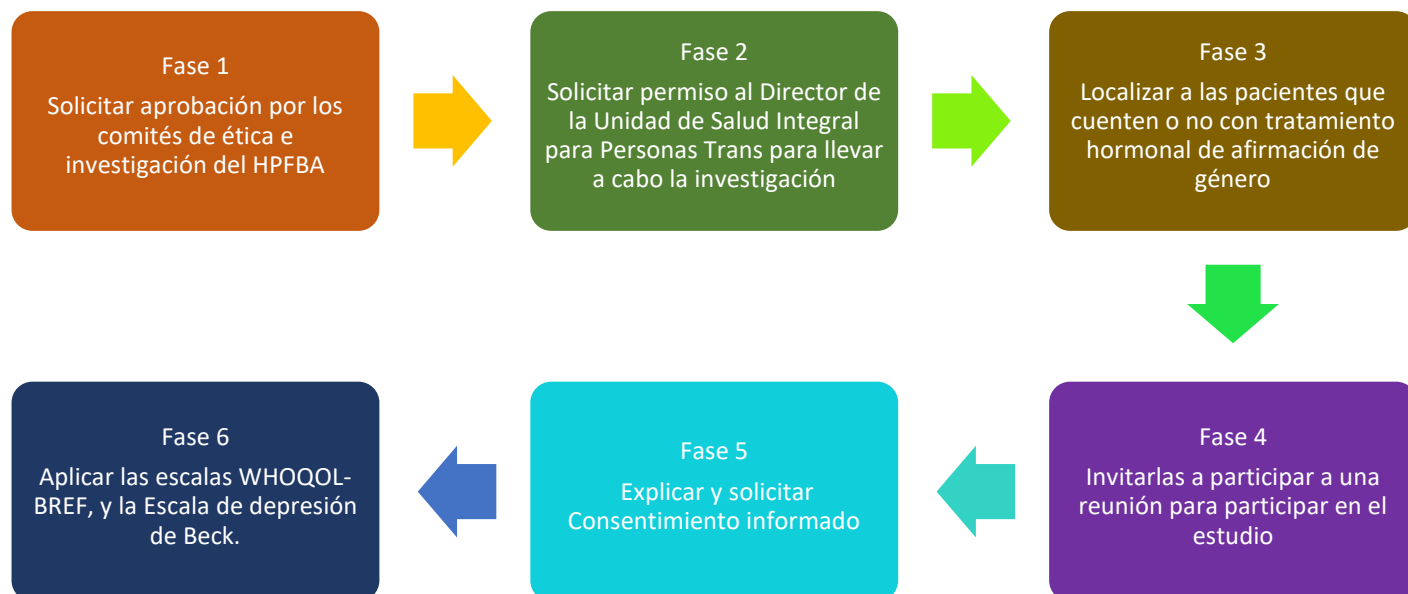 Fase 1
Solicitar aprobación por los
comités de ética e
investigación del HPFBA
Fase 2
Solicitar permiso al Director de
la Unidad de Salud Integral
para Personas Trans para llevar
a cabo la investigación
Fase 3
Localizar a las pacientes que
cuenten o no con tratamiento
hormonal de afirmación de
género
Fase 4
Invitarlas a participar a una
reunión para participar en el
estudio
Fase 5
Explicar y solicitar
Consentimiento informado
Fase 6
Aplicar las escalas WHOQOL-
BREF, y la Escala de depresión
de Beck.